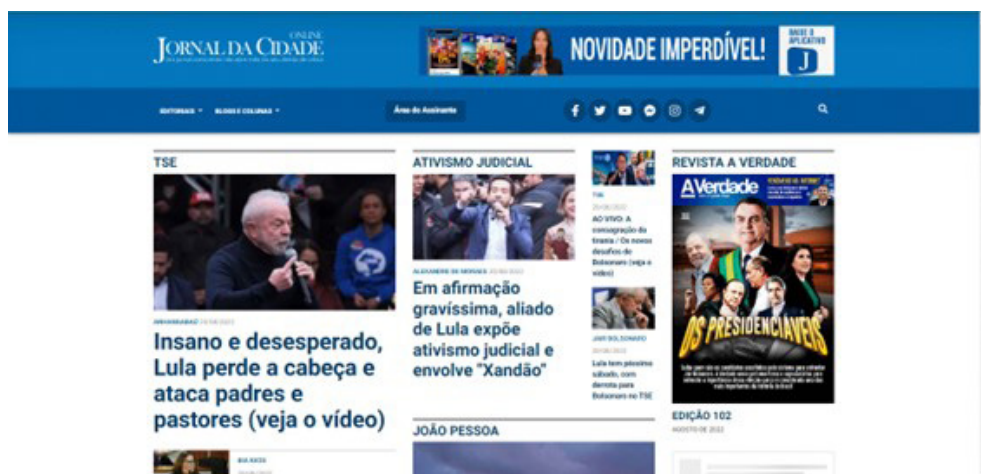 JORNAL DA CIDADE
ONLINE
NOVIDADE IMPERDÍVEL!
BAIXE O
APLICATIVO
J
EDITORIAIS
BLOGS E COLUNAS
Área do Assinante
TSE
Insano e desesperado,
Lula perde a cabeça e
ataca padres e
pastores (veja o vídeo)
ATIVISMO JUDICIAL
ALEXANDRE DE MORAES
Em afirmação
gravíssima, aliado
de Lula expõe
ativismo judicial e
envolve "Xandão"
JOÃO PESSOA
TSE
AO VIVO: A
consagração da
tirania / Os novos
desafios de
Bolsonaro (veja o
vídeo)
JAIR BOLSONARO
Lula tem péssimo
sábado, com
derrota para
Bolsonaro no TSE
REVISTA A VERDADE
A Verdade
OS PRESIDENCIÁVEIS
EDIÇÃO 102
AGOSTO DE 2022